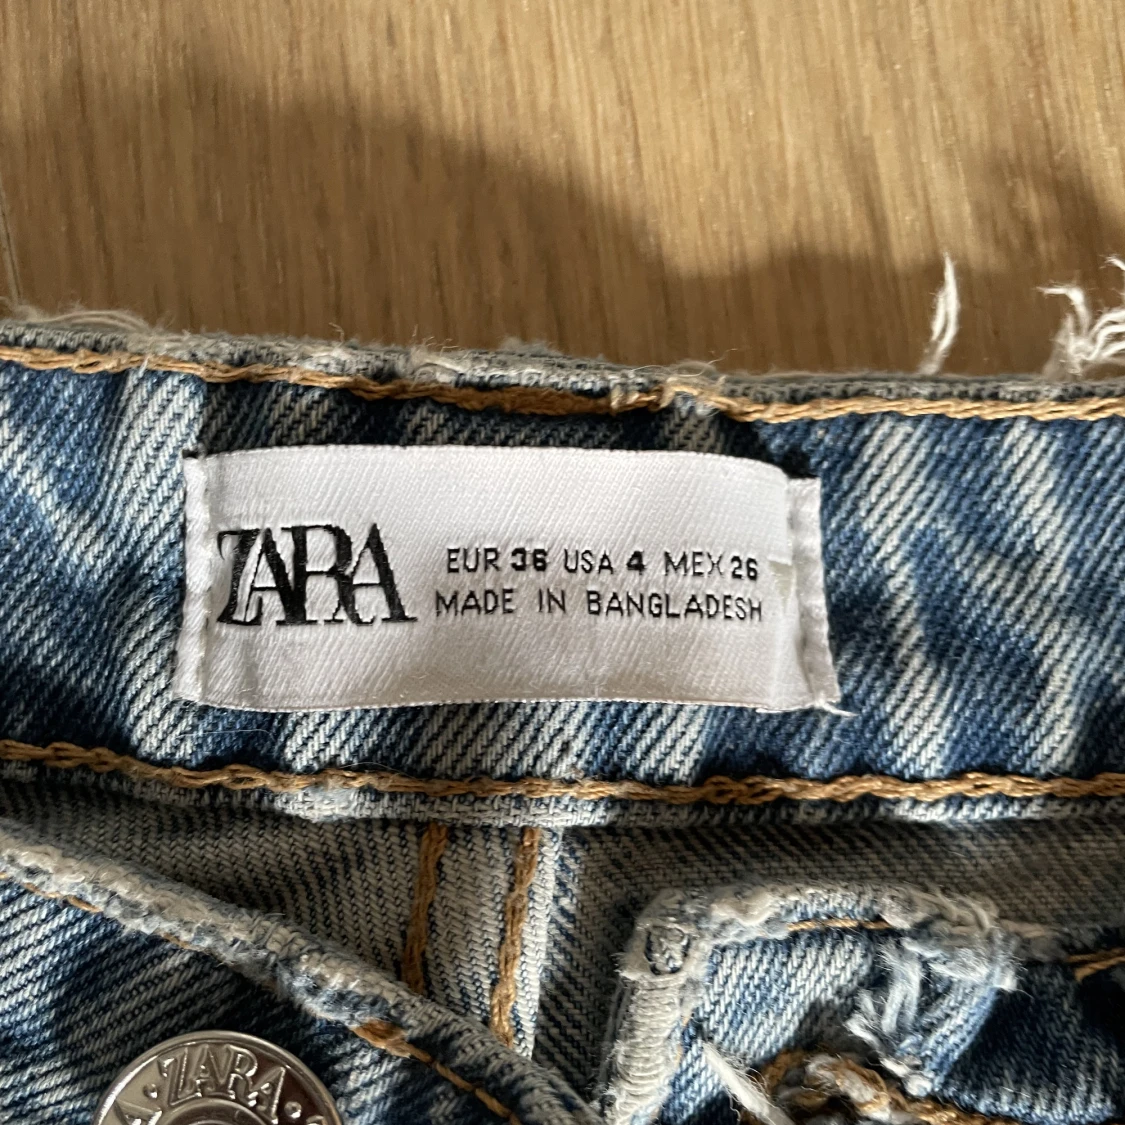 ZARA
EUR 36 USA 4 MEX 26
MADE IN BANGLADESH
ZARA